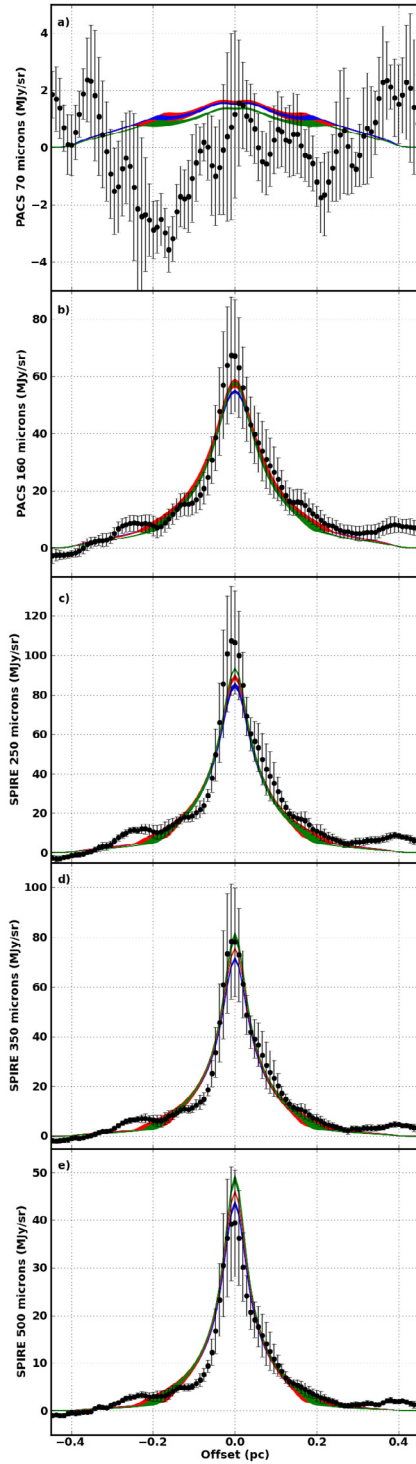 a)
4
2
0
−2
−4
PACS 70 microns (MJy/sr)
b)
80
60
40
20
0
PACS 160 microns (MJy/sr)
c)
120
100
80
60
40
20
0
SPIRE 250 microns (MJy/sr)
d)
100
80
60
40
20
0
SPIRE 350 microns (MJy/sr)
e)
50
40
30
20
10
0
SPIRE 500 microns (MJy/sr)
−0.4 −0.2 0.0 0.2 0.4
Offset (pc)